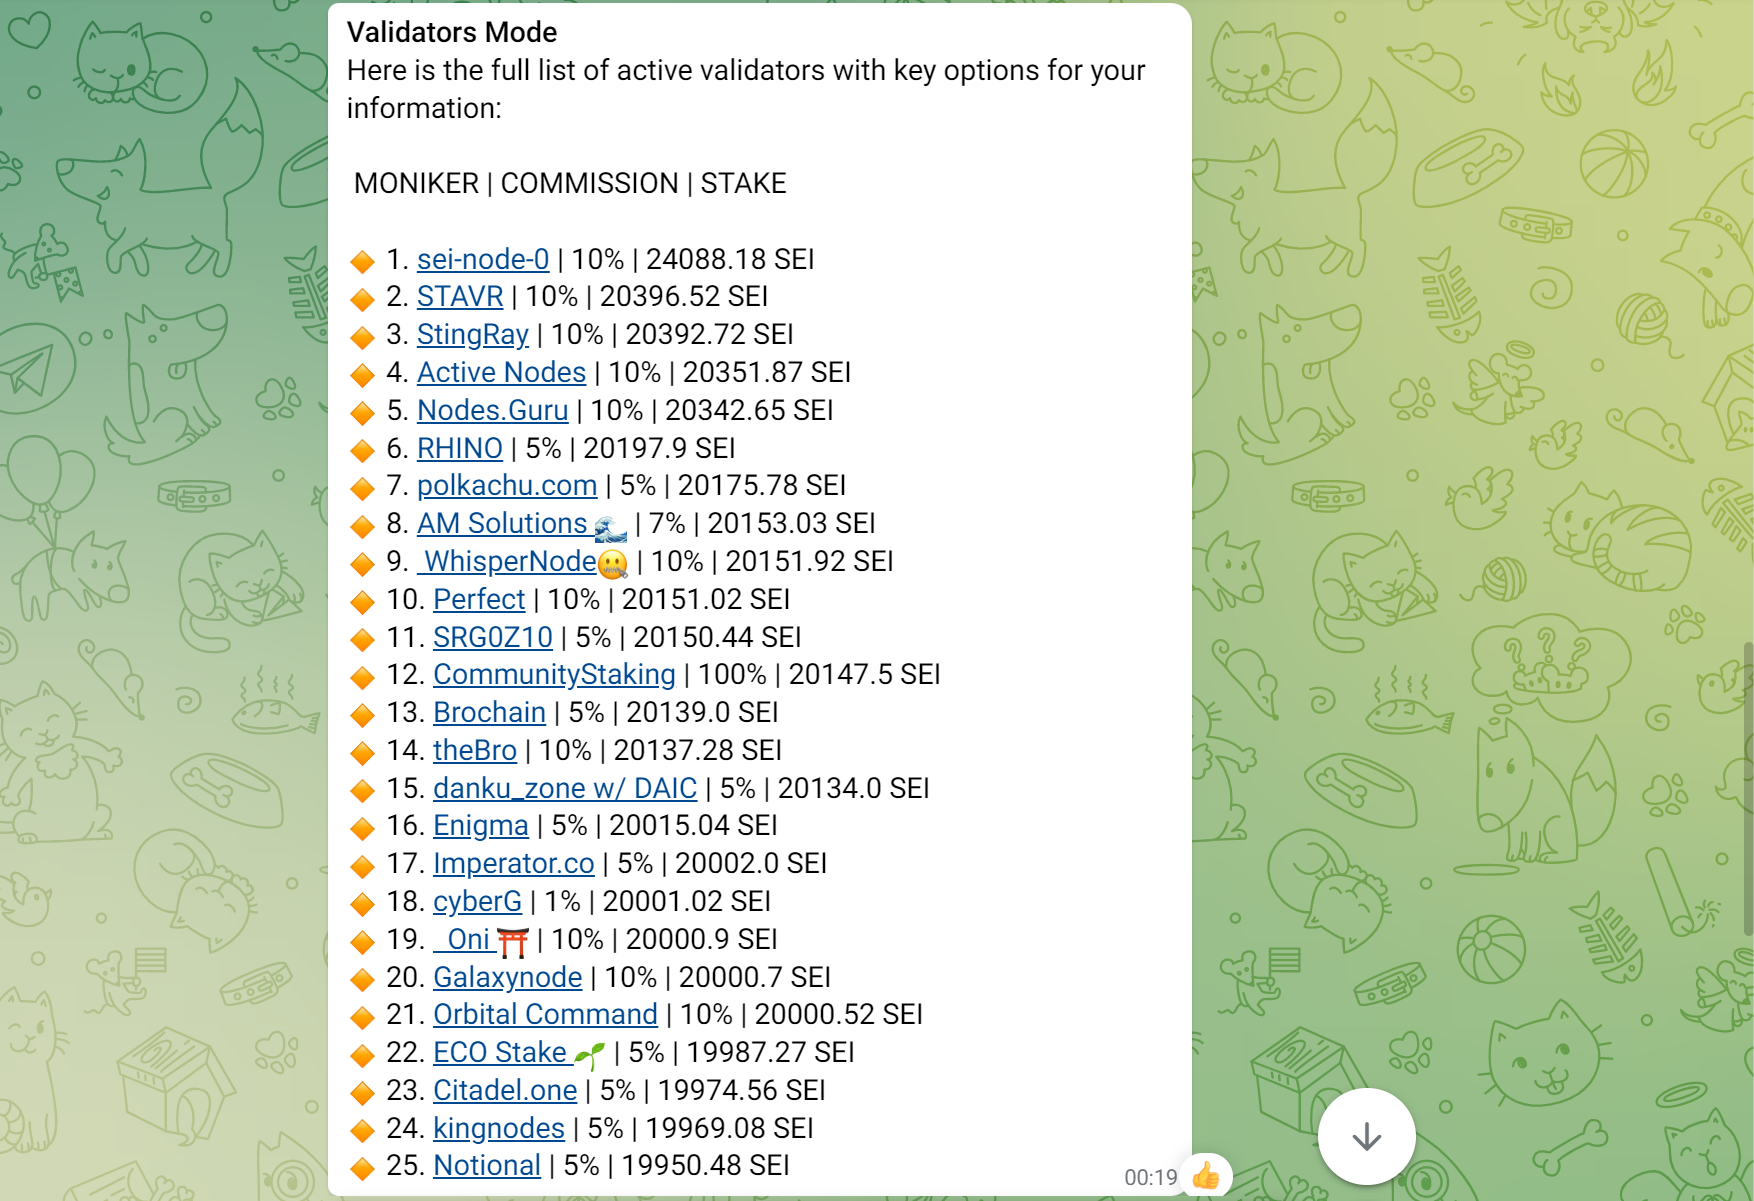 Validators Mode
Here is the full list of active validators with key options for your
information:
MONIKER | COMMISSION | STAKE
🔸 1. sei-node-0 | 10% | 24088.18 SEI
🔸 2. STAVR | 10% | 20396.52 SEI
🔸 3. StingRay | 10% | 20392.72 SEI
🔸 4. Active Nodes | 10% | 20351.87 SEI
🔸 5. Nodes.Guru | 10% | 20342.65 SEI
🔸 6. RHINO | 5% | 20197.9 SEI
🔸 7. polkachu.com | 5% | 20175.78 SEI
🔸 8. AM Solutions 🌊 | 7% | 20153.03 SEI
🔸 9. WhisperNode🤐 | 10% | 20151.92 SEI
🔸 10. Perfect | 10% | 20151.02 SEI
🔸 11. SRG0Z10 | 5% | 20150.44 SEI
🔸 12. CommunityStaking | 100% | 20147.5 SEI
🔸 13. Brochain | 5% | 20139.0 SEI
🔸 14. theBro | 10% | 20137.28 SEI
🔸 15. danku_zone w/ DAIC | 5% | 20134.0 SEI
🔸 16. Enigma | 5% | 20015.04 SEI
🔸 17. Imperator.co | 5% | 20002.0 SEI
🔸 18. cyberG | 1% | 20001.02 SEI
🔸 19. Oni ⛩️ | 10% | 20000.9 SEI
🔸 20. Galaxynode | 10% | 20000.7 SEI
🔸 21. Orbital Command | 10% | 20000.52 SEI
🔸 22. ECO Stake 🌱 | 5% | 19987.27 SEI
🔸 23. Citadel.one | 5% | 19974.56 SEI
🔸 24. kingnodes | 5% | 19969.08 SEI
🔸 25. Notional | 5% | 19950.48 SEI
00:19 👍